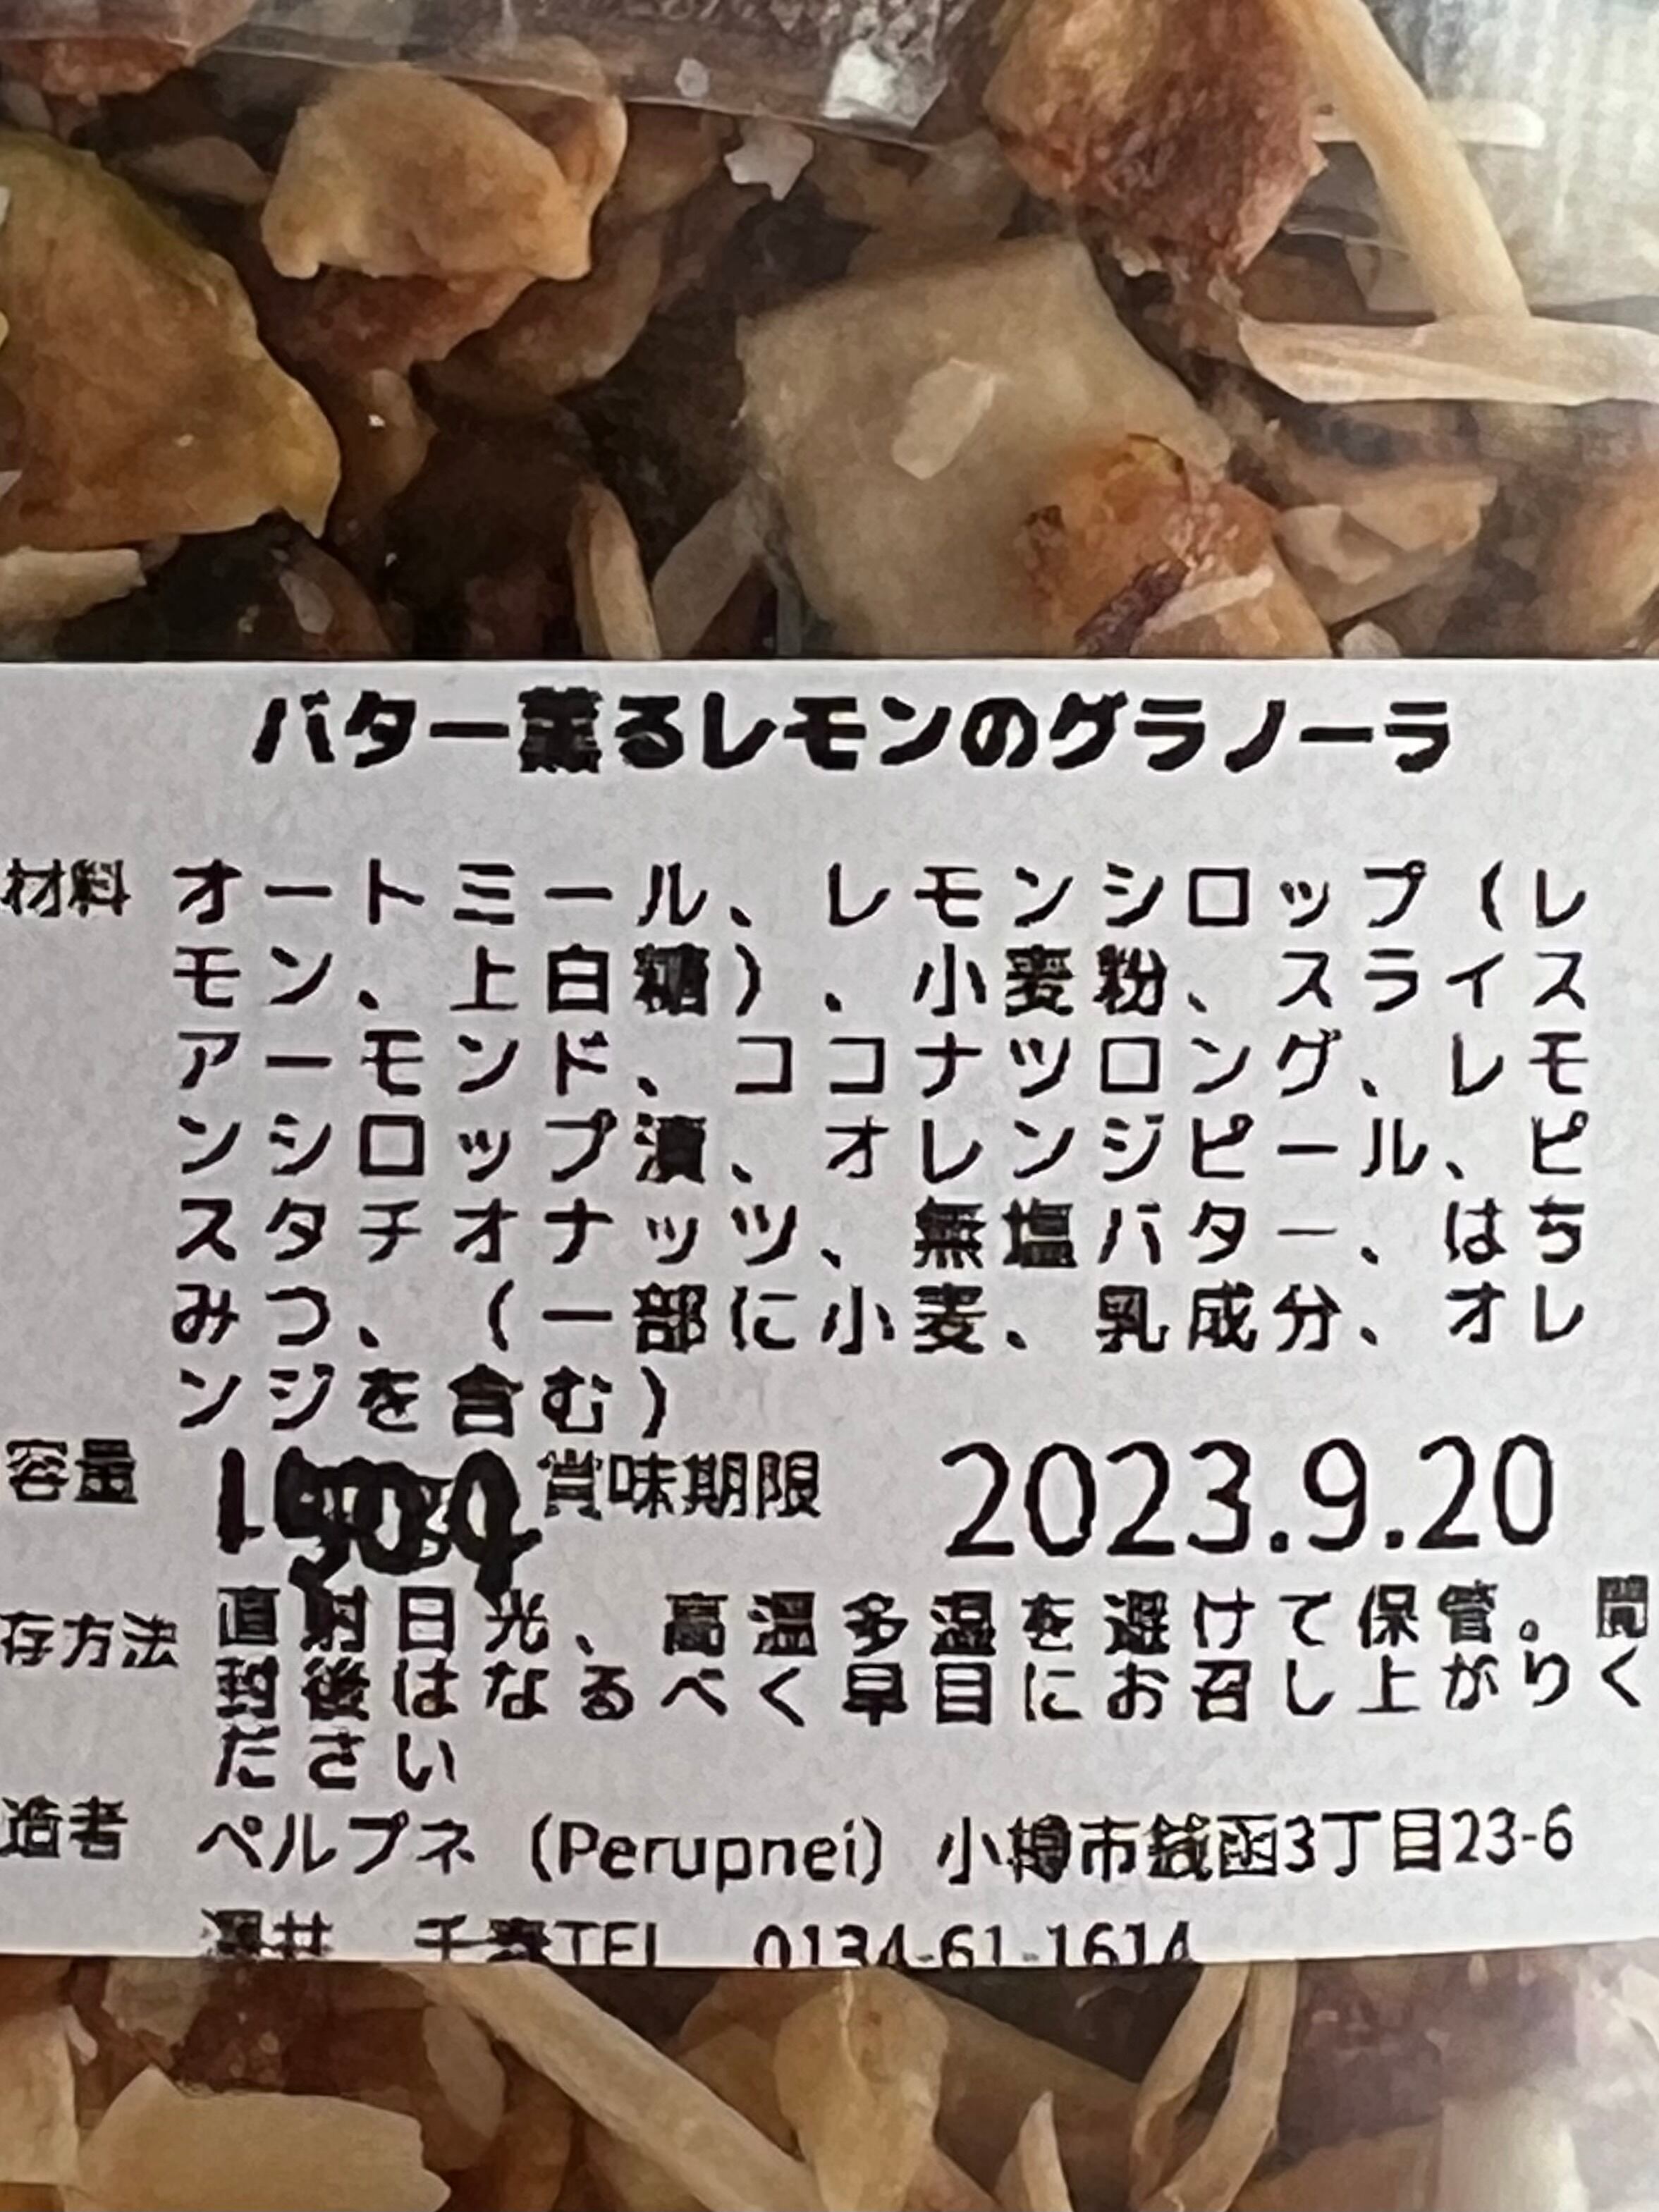 バター薫るレモンのグラノーラ
材料 オートミール、レモンシロップ（レ
モン、上白糖）、小麦粉、スライス
アーモンド、ココナツロング、レモ
ンシロップ漬、オレンジピール、ピ
スタチオナッツ、無塩バター、はち
みつ、（一部に小麦、乳成分、オレ
ンジを含む）
容量 賞味期限 2023.9.20
存方法 直射日光、高温多湿を避けて保管。開
封後はなるべく早目にお召し上がりく
ださい
造者 ペルプネ（Perupnei）小樽市銭函3丁目23-6
TEL 0134-61-1614